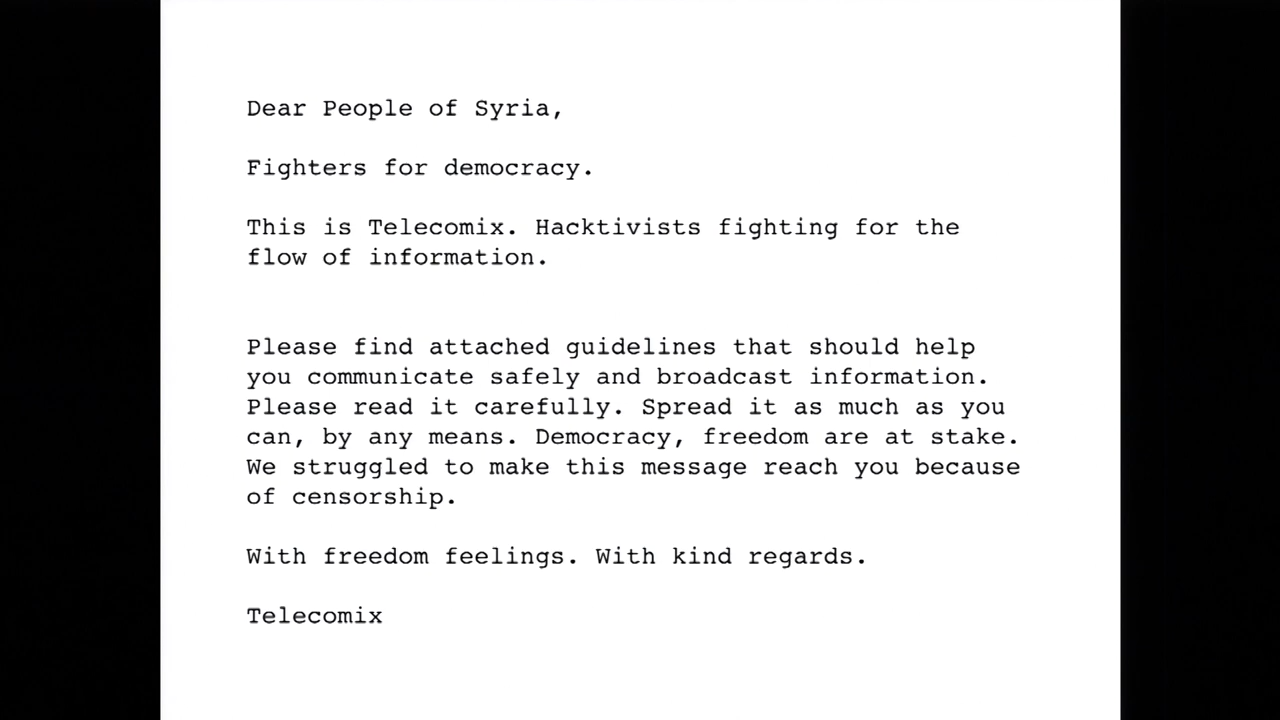 Dear People of Syria,
Fighters for democracy.
This is Telecomix. Hacktivists fighting for the
flow of information.
Please find attached guidelines that should help
you communicate safely and broadcast information.
Please read it carefully. Spread it as much as you
can, by any means. Democracy, freedom are at stake.
We struggled to make this message reach you because
of censorship.
With freedom feelings. With kind regards.
Telecomix